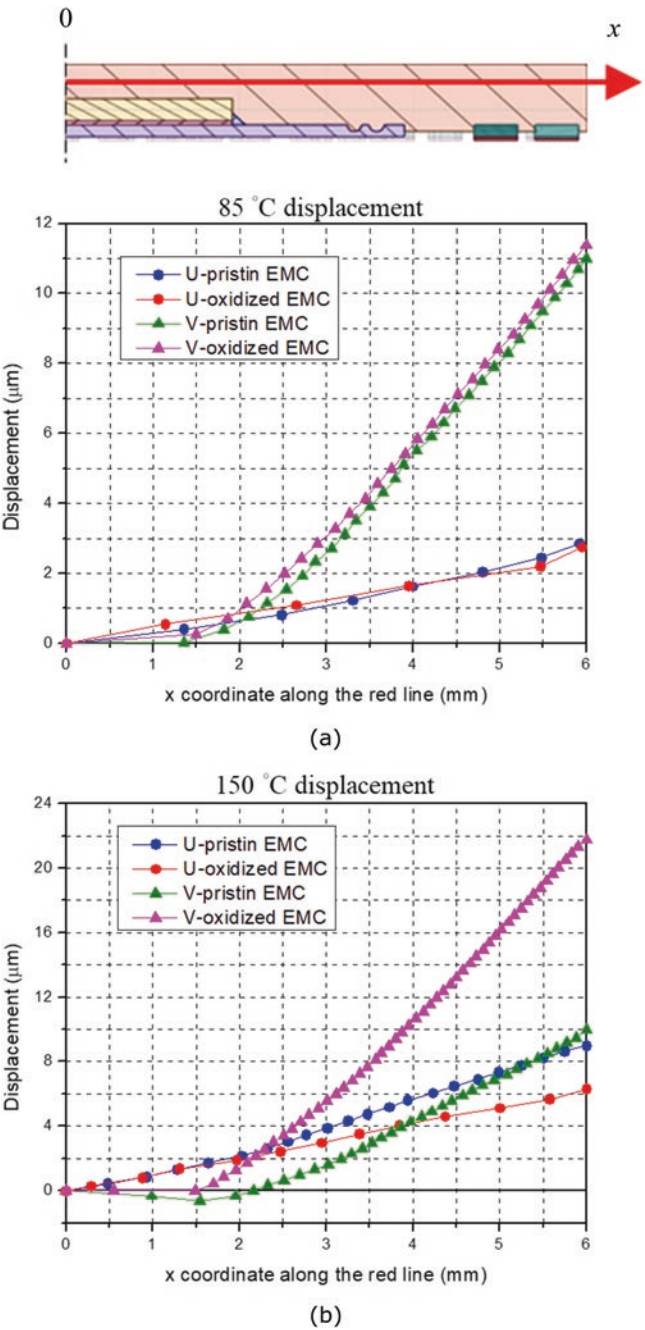 0
x
85 °C displacement
12
10
8
6
4
2
0
Displacement (μm)
U-pristin EMC
U-oxidized EMC
V-pristin EMC
V-oxidized EMC
0 1 2 3 4 5 6
x coordinate along the red line (mm)
(a)
150 °C displacement
24
20
16
12
8
4
0
Displacement (μm)
U-pristin EMC
U-oxidized EMC
V-pristin EMC
V-oxidized EMC
0 1 2 3 4 5 6
x coordinate along the red line (mm)
(b)